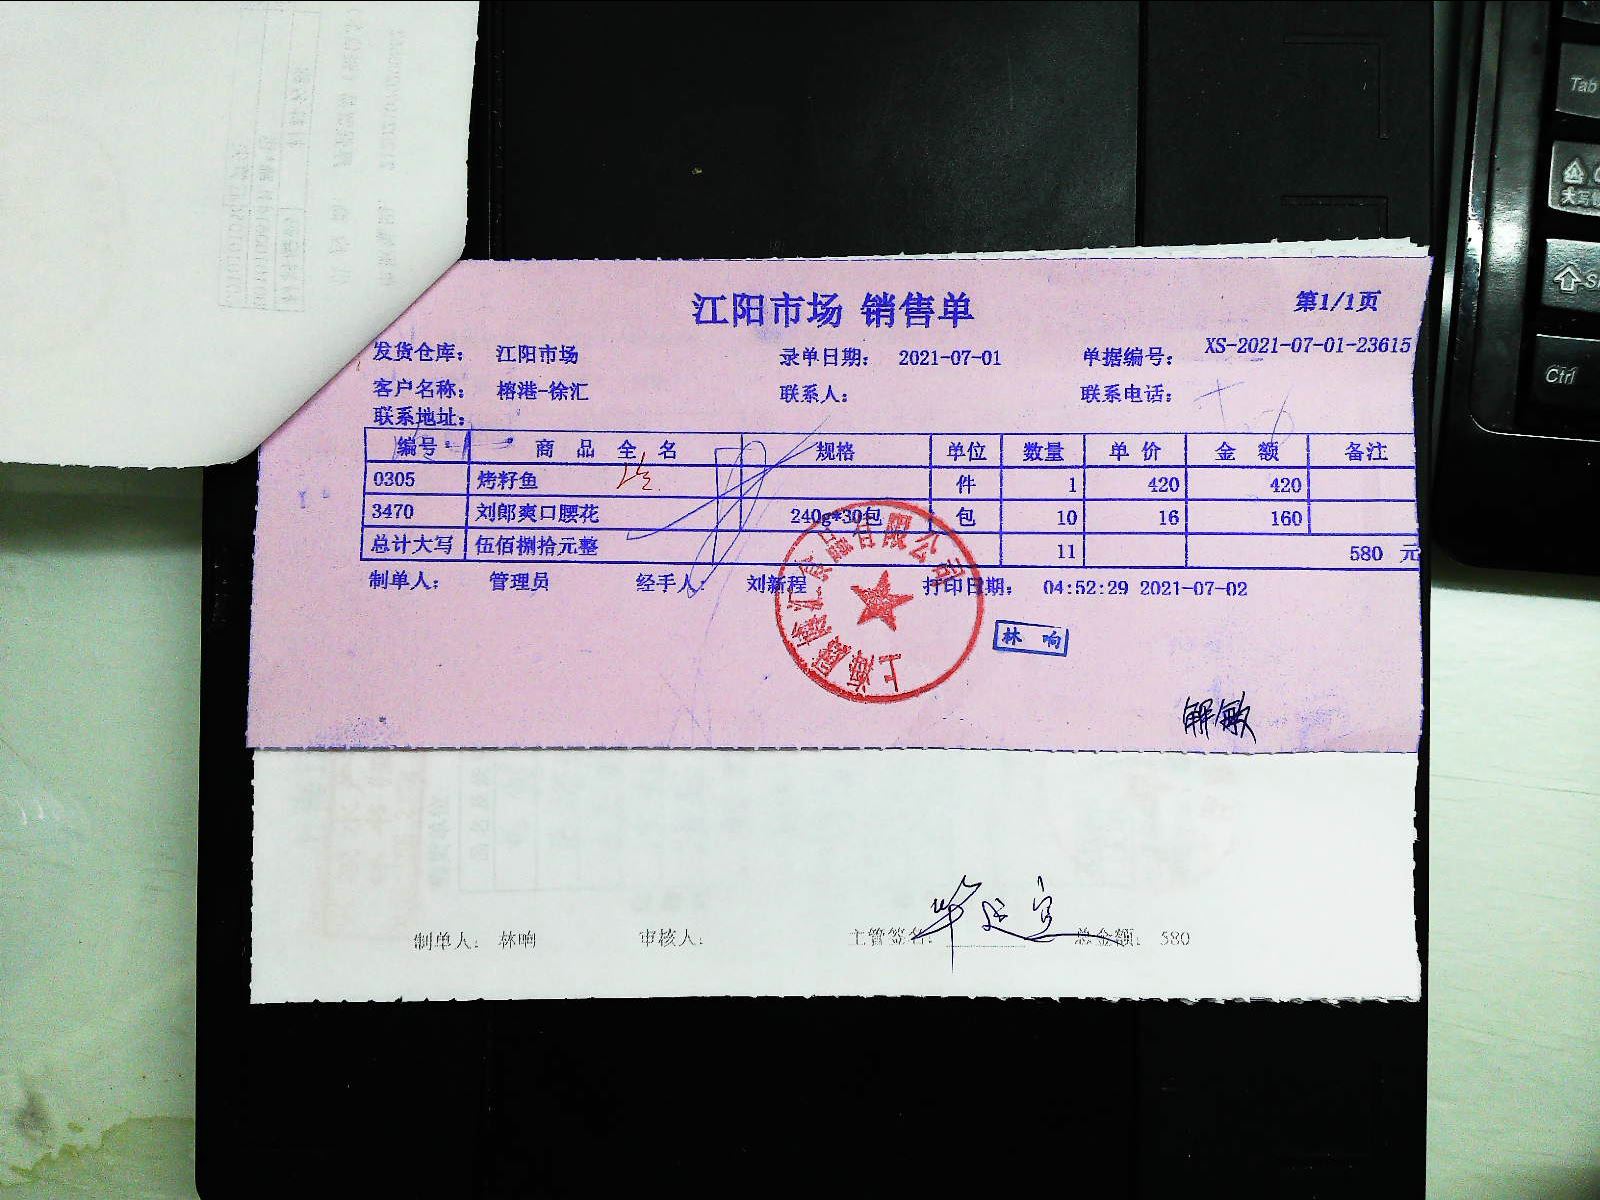 江阳市场 销售单
第1/1页
发货仓库： 江阳市场 录单日期： 2021-07-01 单据编号： XS-2021-07-01-23615
客户名称： 榕港-徐汇 联系人： 联系电话：
联系地址：
编号 商品全名 规格 单位 数量 单价 金额 备注
0305 烤籽鱼 件 1 420 420
3470 刘郎爽口腰花 240g*30包 包 10 16 160
总计大写 伍佰捌拾元整 11 580 元
制单人： 管理员 经手人： 刘新程 打印日期： 04:52:29 2021-07-02
林 响
解敏
制单人： 林响 审核人： 主管签名： 总金额： 580
Tab
大写
Ctrl